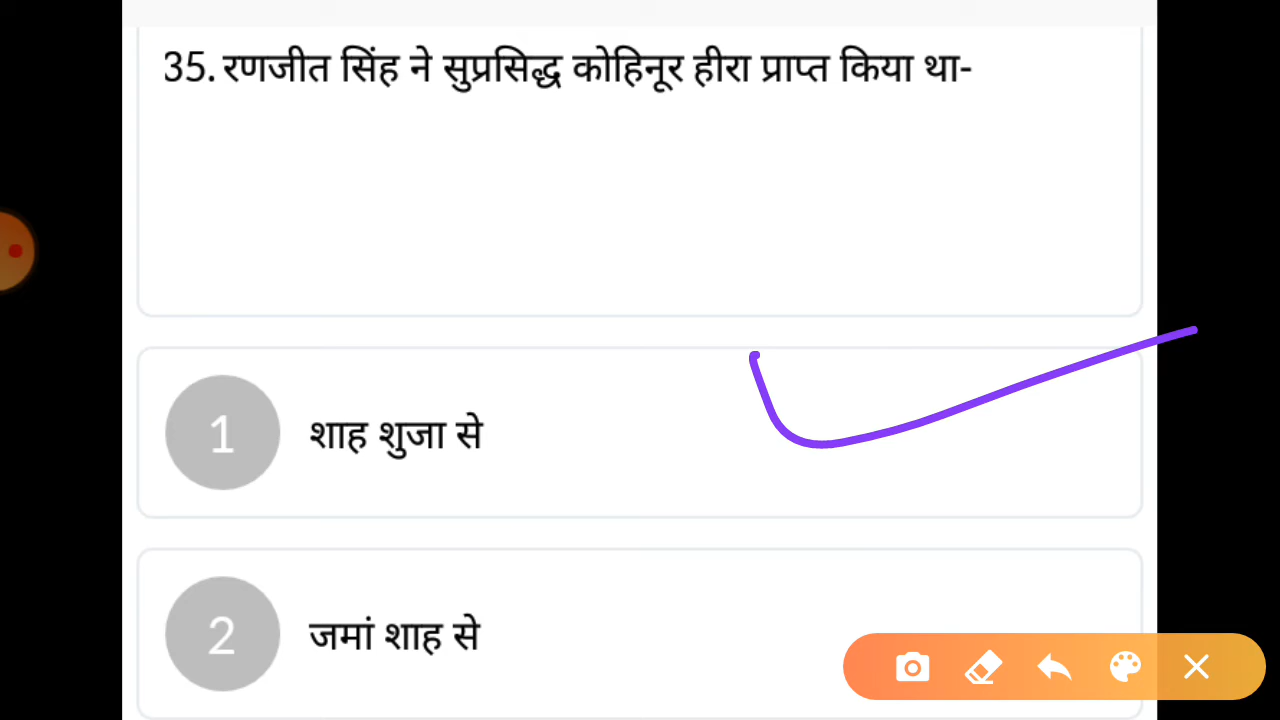 35. रणजीत सिंह ने सुप्रसिद्ध कोहिनूर हीरा प्राप्त किया था-
1 शाह शुजा से
2 जमां शाह से